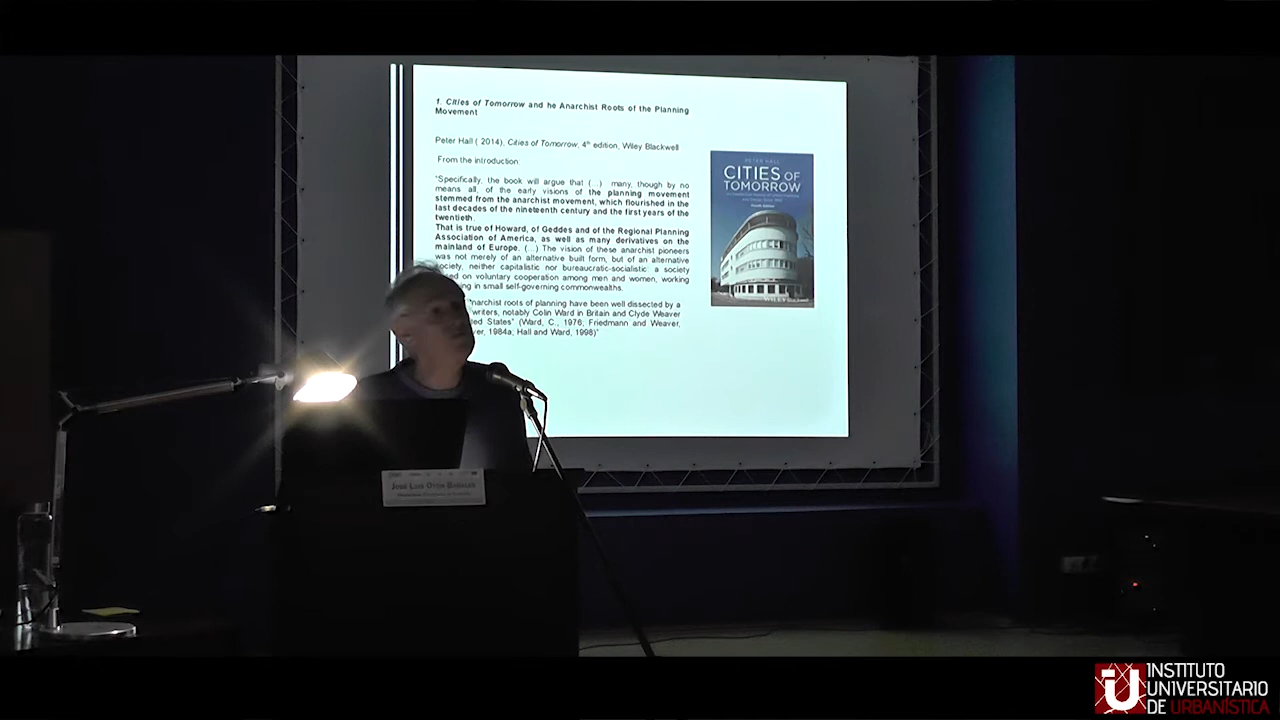 1. Cities of Tomorrow and he Anarchist Roots of the Planning
Movement
Peter Hall ( 2014), Cities of Tomorrow, 4th edition, Wiley Blackwell
From the introduction:
"Specifically, the book will argue that (...) many, though by no
means all, of the early visions of the planning movement
stemmed from the anarchist movement, which flourished in the
last decades of the nineteenth century and the first years of the
twentieth.
That is true of Howard, of Geddes and of the Regional Planning
Association of America, as well as many derivatives on the
mainland of Europe. (...) The vision of these anarchist pioneers
was not merely of an alternative built form, but of an alternative
society, neither capitalistic nor bureaucratic-socialistic: a society
on voluntary cooperation among men and women, working
in small self-governing commonwealths.
narchist roots of planning have been well dissected by a
writers, notably Colin Ward in Britain and Clyde Weaver
States" (Ward, C., 1976; Friedmann and Weaver,
1984a; Hall and Ward, 1998)"
PETER HALL
CITIES OF
TOMORROW
Fourth Edition
WILEY
JOSÉ LUIS OYÓN
INSTITUTO
UNIVERSITARIO
DE URBANÍSTICA